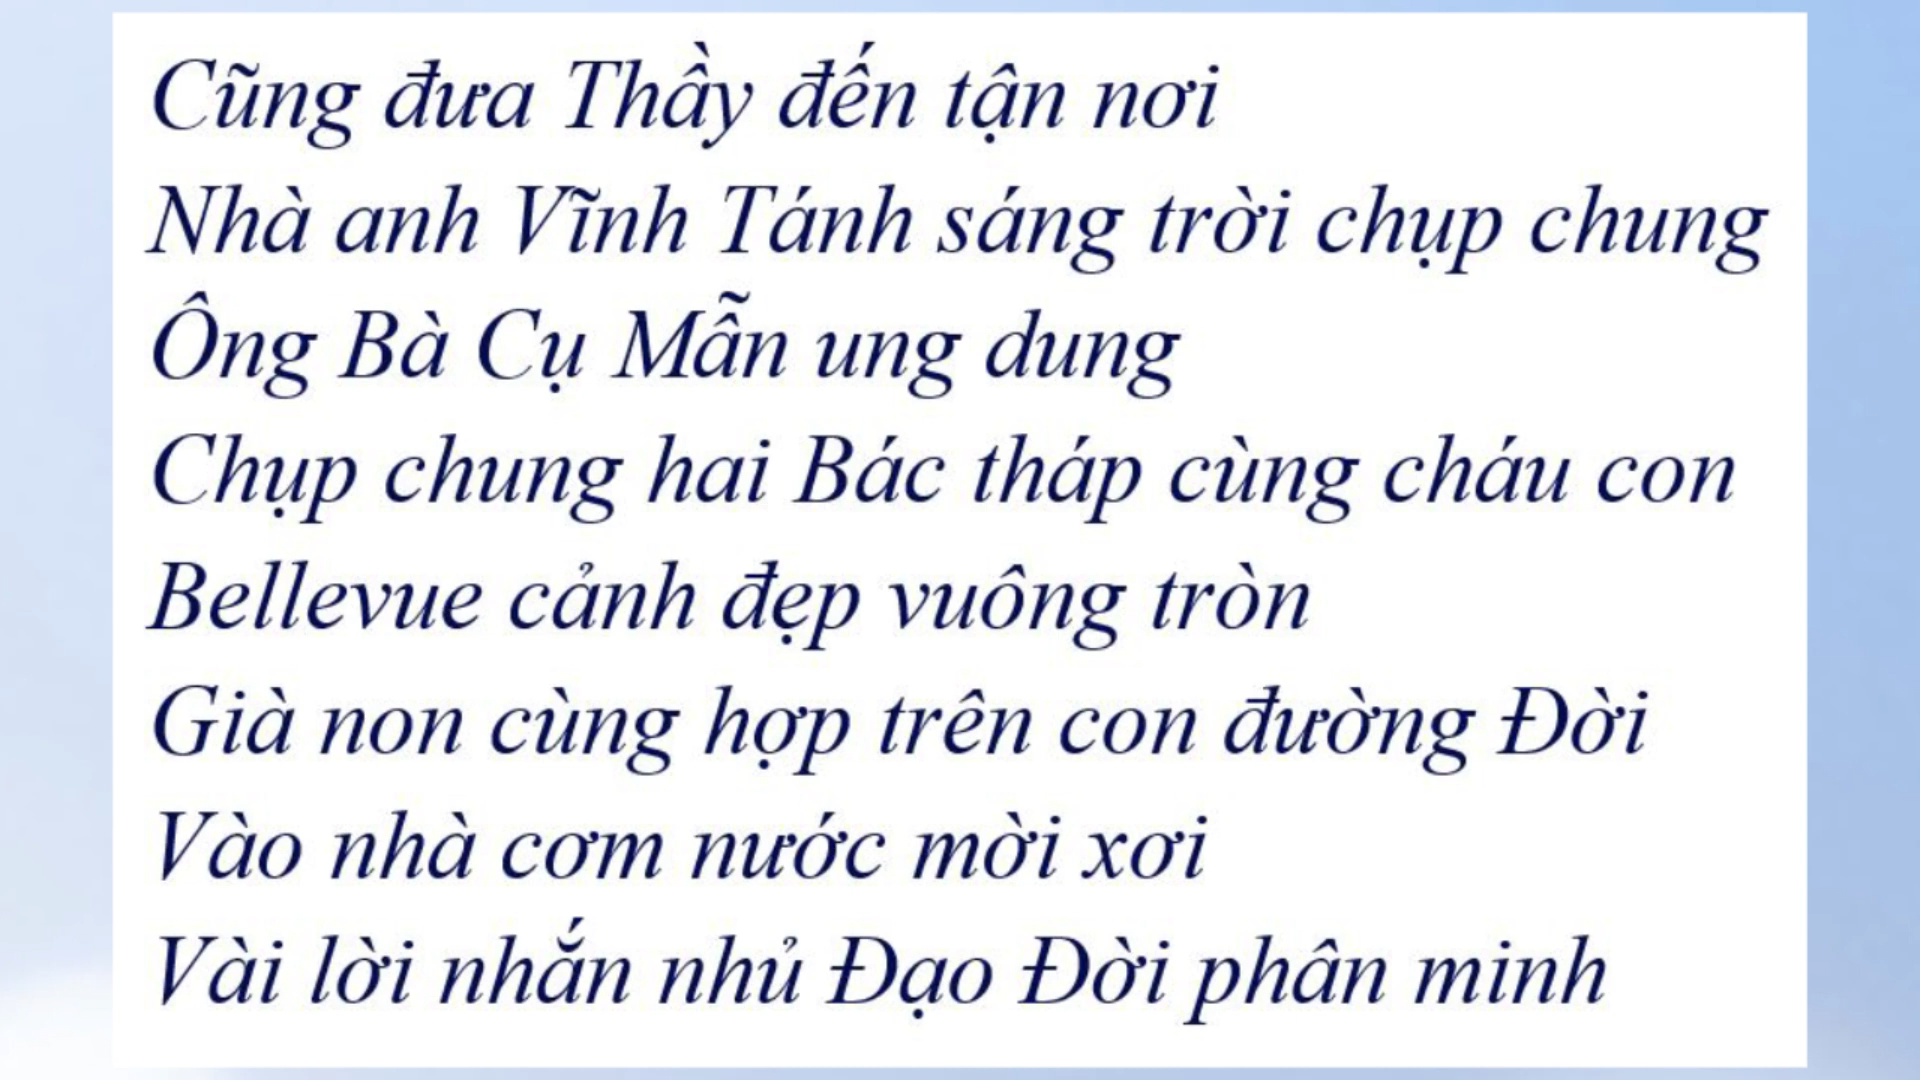 Cũng đưa Thầy đến tận nơi
Nhà anh Vĩnh Tánh sáng trời chụp chung
Ông Bà Cụ Mẫn ung dung
Chụp chung hai Bác tháp cùng cháu con
Bellevue cảnh đẹp vuông tròn
Già non cùng hợp trên con đường Đời
Vào nhà cơm nước mời xơi
Vài lời nhắn nhủ Đạo Đời phân minh